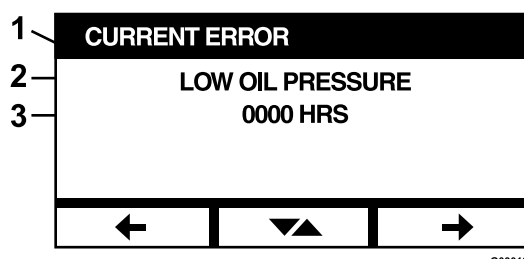 1 CURRENT ERROR
2 LOW OIL PRESSURE
3 0000 HRS